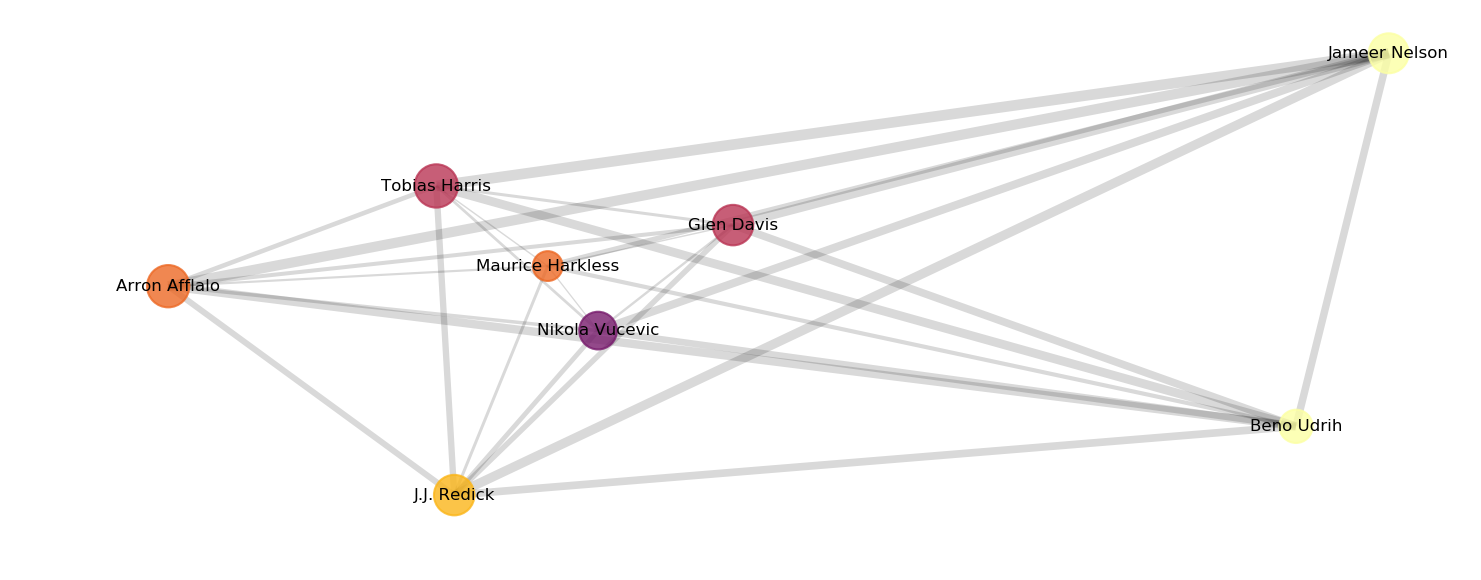 Jameer Nelson
Tobias Harris
Glen Davis
Maurice Harkless
Arron Afflalo
Nikola Vucevic
Beno Udrih
J.J. Redick